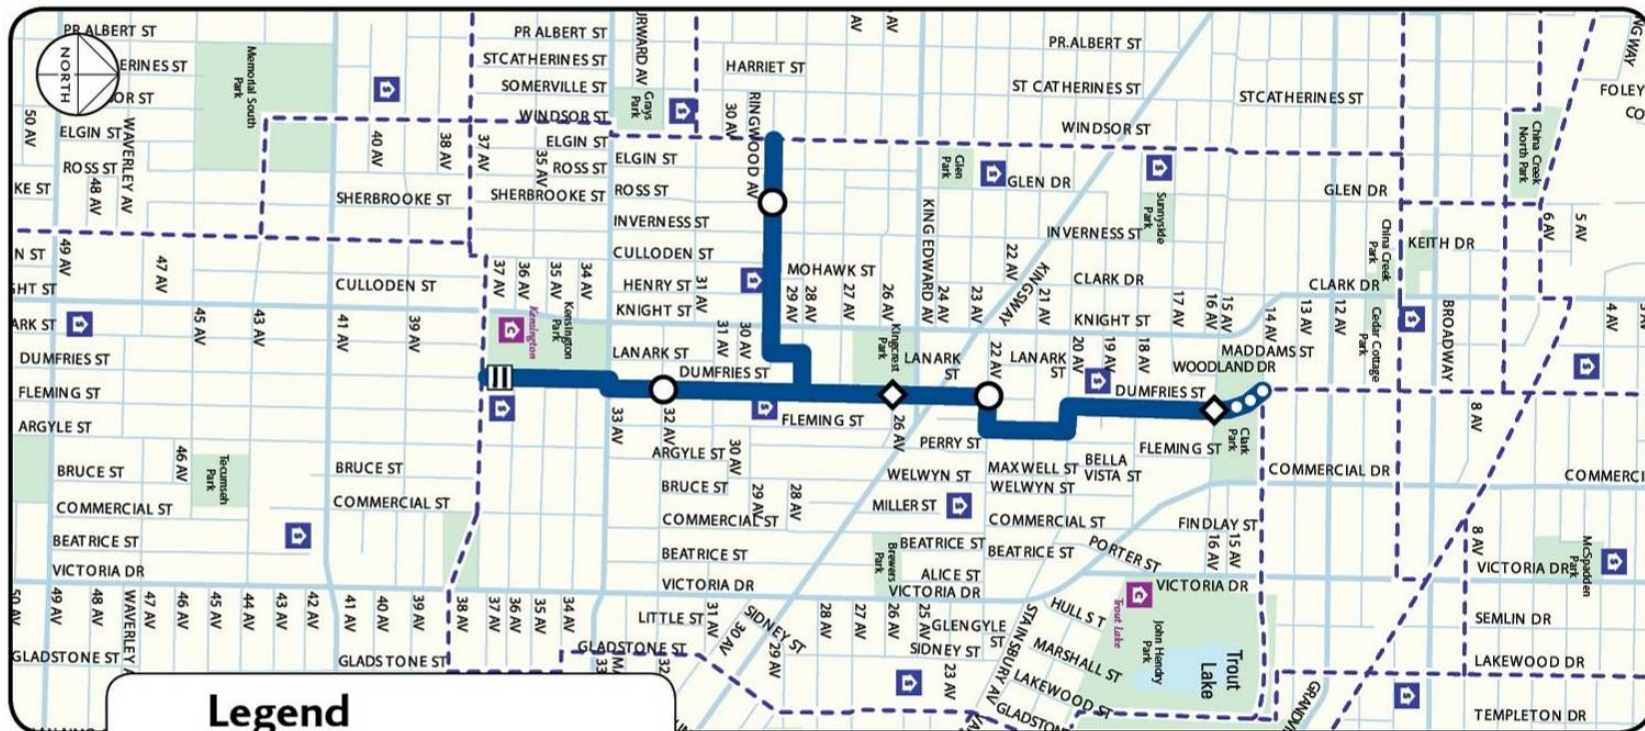 PR ALBERT ST
ERINES ST
OR ST
NORTH
Memorial South
Park
50 AV
ELGIN ST
ROSS ST
KE ST
48 AV
WAVERLEY AV
40 AV
38 AV
37 AV
SHERBROOKE ST
PR ALBERT ST
ST CATHERINES ST
SOMERVILLE ST
WINDSOR ST
ELGIN ST
35 AV
ROSS ST
SHERBROOKE ST
URWARD AV
Grays
Park
30 AV
RINGWOOD AV
HARRIET ST
AV
AV
PR.ALBERT ST
ST CATHERINES ST
WINDSOR ST
ST CATHERINES ST
NG WAY
FOLEY
CO
China Creek
North Park
ELGIN ST
ROSS ST
INVERNESS ST
CULLODEN ST
HENRY ST
KNIGHT ST
31 AV
LANARK ST
31 AV
30 AV
DUMFRIES ST
Glen
Park
GLEN DR
Sunnyside
Park
GLEN DR
INVERNESS ST
KING EDWARD AV
22 AV
KINGSWAY
CLARK DR
CLARK DR
China Creek
Park
KEITH DR
6 AV
5 AV
N ST
49 AV
47 AV
GHT ST
ARK ST
CULLODEN ST
45 AV
43 AV
41 AV
39 AV
37 AV
36 AV
35 AV
34 AV
Kensington
Kensington
Park
MOHAWK ST
29 AV
28 AV
27 AV
26 AV
24 AV
23 AV
21 AV
KNIGHT ST
17 AV
16 AV
15 AV
14 AV
13 AV
12 AV
Cedar Cottage
Park
BROADWAY
4 AV
Kingcrest
Park
LANARK
ST
22 AV
LANARK
ST
20 AV
19 AV
18 AV
MADDAMS ST
WOODLAND DR
DUMFRIES ST
DUMFRIES ST
FLEMING ST
ARGYLE ST
33 AV
32 AV
FLEMING ST
26 AV
PERRY ST
FLEMING ST
Clark
Park
8 AV
46 AV
Tecumseh
Park
BRUCE ST
COMMERCIAL ST
BEATRICE ST
VICTORIA DR
BRUCE ST
COMMERCIAL ST
ARGYLE ST
30 AV
BRUCE ST
29 AV
28 AV
COMMERCIAL ST
BEATRICE ST
VICTORIA DR
WELWYN ST
MILLER ST
MAXWELL ST
WELWYN ST
BELLA
VISTA ST
COMMERCIAL DR
COMMERCI
COMMERCIAL ST
FINDLAY ST
Brewers
Park
BEATRICE ST
BEATRICE ST
PORTER ST
16 AV
15 AV
ALICE ST
VICTORIA DR
VICTORIA DR
8 AV
VICTORIA DR
McSpadden
Park
50 AV
49 AV
48 AV
WAVERLEY A
47 AV
46 AV
45 AV
44 AV
43 AV
42 AV
41 AV
40 AV
39 AV
38 AV
37 AV
36 AV
35 AV
34 AV
LITTLE ST
31 AV
30 AV
SIDNEY ST
29 AV
28 AV
27 AV
26 AV
25 AV
GLENGYLE
ST
SIDNEY ST
23 AV
STAINSBURY AV
HULL ST
Trout Lake
MARSHALL ST
LAKEWOOD ST
GLADSTON
John Hendry
Park
Trout
Lake
GRANDV
SEMLIN DR
LAKEWOOD DR
TEMPLETON DR
GLADSTONE ST
GLADSTONE ST
GLADSTONE ST
33
32
Legend